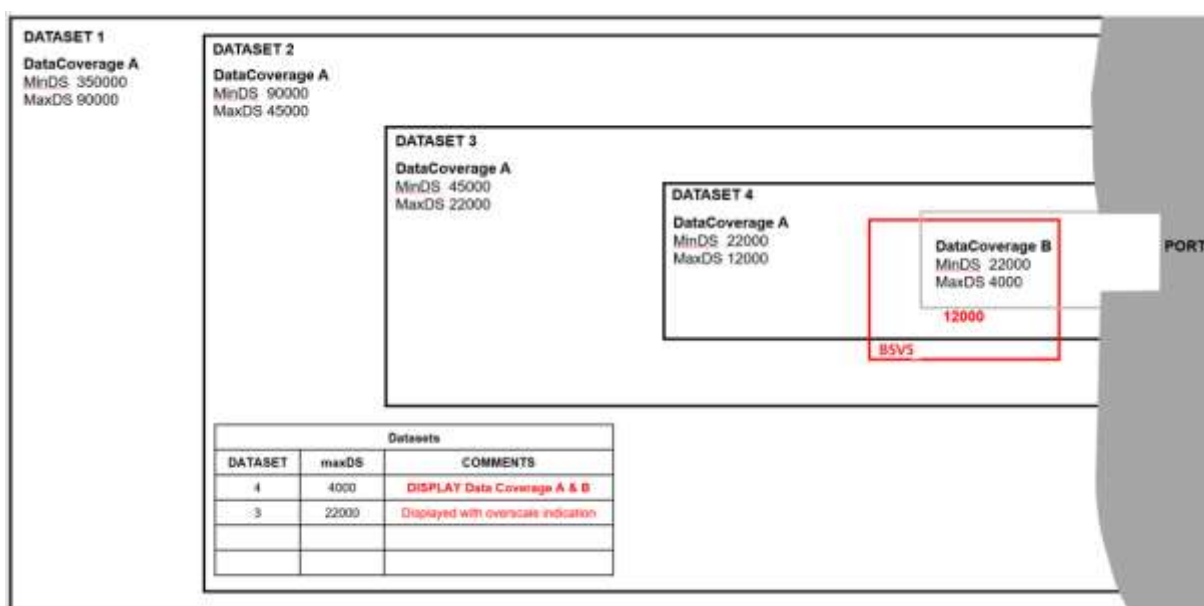 DATASET 1
DataCoverage A
MinDS 350000
MaxDS 90000
DATASET 2
DataCoverage A
MinDS 90000
MaxDS 45000
DATASET 3
DataCoverage A
MinDS 45000
MaxDS 22000
DATASET 4
DataCoverage A
MinDS 22000
MaxDS 12000
DataCoverage B
MinDS 22000
MaxDS 4000
12000
BSVS
PORT
Datasets
DATASET maxDS COMMENTS
4 4000 DISPLAY Data Coverage A & B
3 22000 Displayed with overscale indication